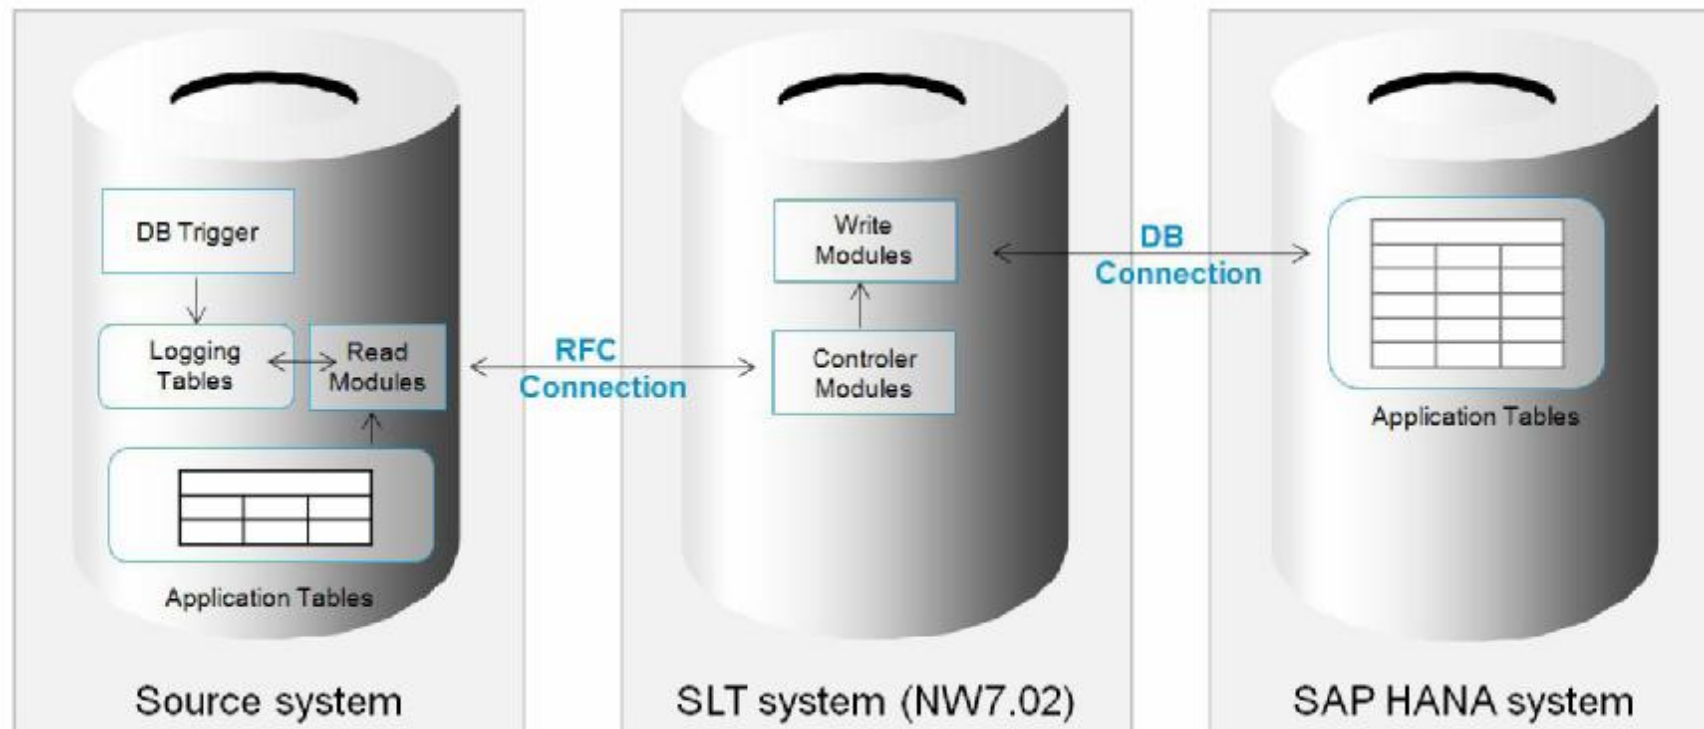 DB Trigger
Logging
Tables
Read
Modules
Application Tables
Source system
RFC
Connection
Write
Modules
Controler
Modules
SLT system (NW7.02)
DB
Connection
Application Tables
SAP HANA system